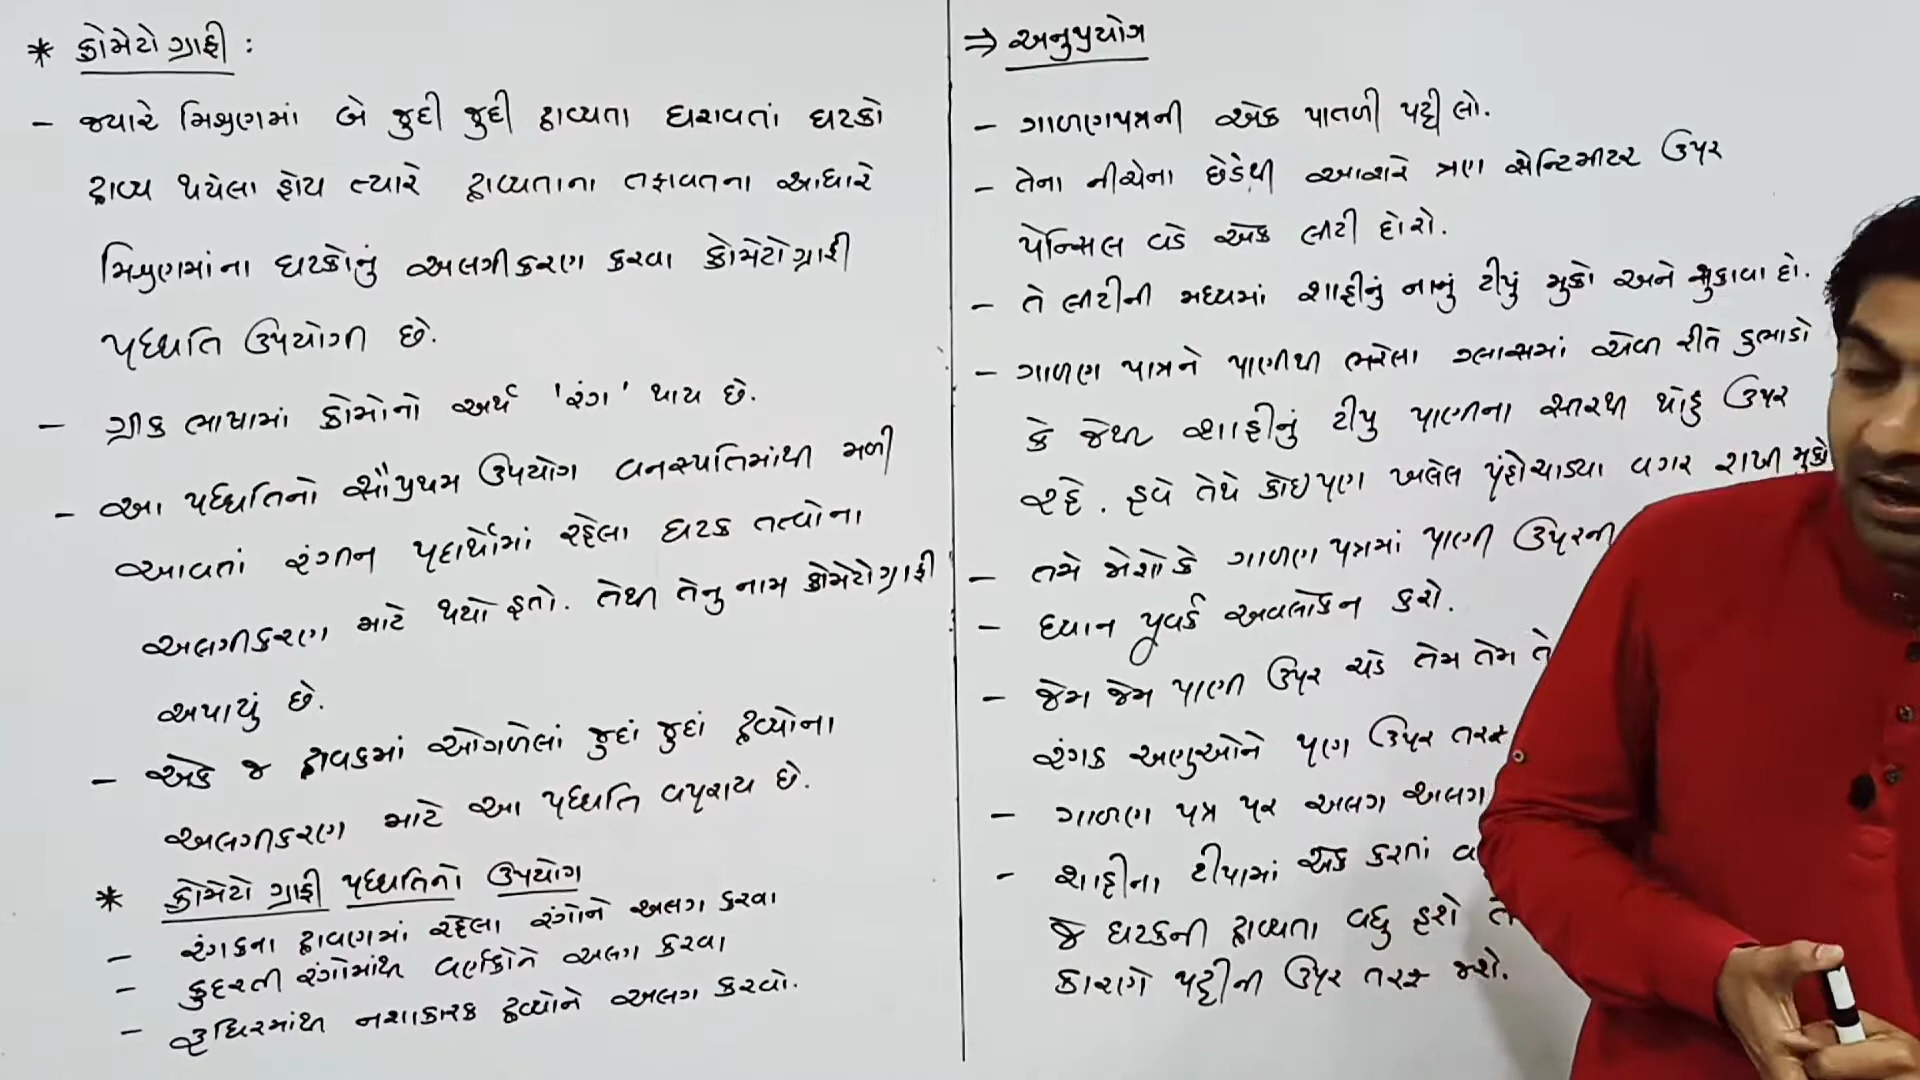 * ક્રોમેટોગ્રાફી :
- જ્યારે મિશ્રણમાં બે જુદી જુદી દ્રાવ્યતા ધરાવતાં ઘટકો
દ્રાવ્ય થયેલા હોય ત્યારે દ્રાવ્યતાના તફાવતના આધારે
મિશ્રણમાંના ઘટકોનું અલગીકરણ કરવા ક્રોમેટોગ્રાફી
પદ્ધતિ ઉપયોગી છે.
- ગ્રીક ભાષામાં ક્રોમોનો અર્થ 'રંગ' થાય છે.
- આ પદ્ધતિનો સૌપ્રથમ ઉપયોગ વનસ્પતિમાંથી મળી
આવતાં રંગીન પદાર્થોમાં રહેલા ઘટક તત્વોના
અલગીકરણ માટે થયો હતો. તેથી તેનુ નામ ક્રોમેટોગ્રાફી
અપાયું છે.
- એક જ દ્રાવકમાં ઓગળેલાં જુદાં જુદાં દ્રવ્યોના
અલગીકરણ માટે આ પદ્ધતિ વપરાય છે.
* ક્રોમેટોગ્રાફી પદ્ધતિનો ઉપયોગ
- રંગકના દ્રાવણમાં રહેલા રંગોને અલગ કરવા
- કુદરતી રંગોમાંથી વર્ણકોને અલગ કરવા
- રૂધિરમાંથી નશાકારક દ્રવ્યોને અલગ કરવો.
⇒ અનુપ્રયોગ
- ગાળણપત્રની એક પાતળી પટ્ટી લો.
- તેના નીચેના છેડેથી આશરે ત્રણ સેન્ટિમીટર ઉપર
પેન્સિલ વડે એક લીટી દોરો.
- તે લીટીની મધ્યમાં શાહીનું નાનું ટીપું મુકો અને સુકાવા દો.
- ગાળણ પાત્રને પાણીથી ભરેલા ગ્લાસમાં એવી રીતે ડુબાડો
કે જેથી શાહીનું ટીપુ પાણીના સ્તરથી થોડુ ઉપર
રહે. હવે તેને કોઇપણ ખલેલ પહોંચાડ્યા વગર રાખી મુકો
- તમે જોશો કે ગાળણ પત્રમાં પાણી ઉપરની
- ધ્યાન પૂર્વક અવલોકન કરો.
- જેમ જેમ પાણી ઉપર ચડે તેમ તેમ તે
રંગક અણુઓને પણ ઉપર તરફ
- ગાળણ પત્ર પર અલગ અલગ
- શાહીના ટીપામાં એક કરતાં
જે ઘટકની દ્રાવ્યતા વધુ હશે તે
કારણે પટ્ટીની ઉપર તરફ જશે.